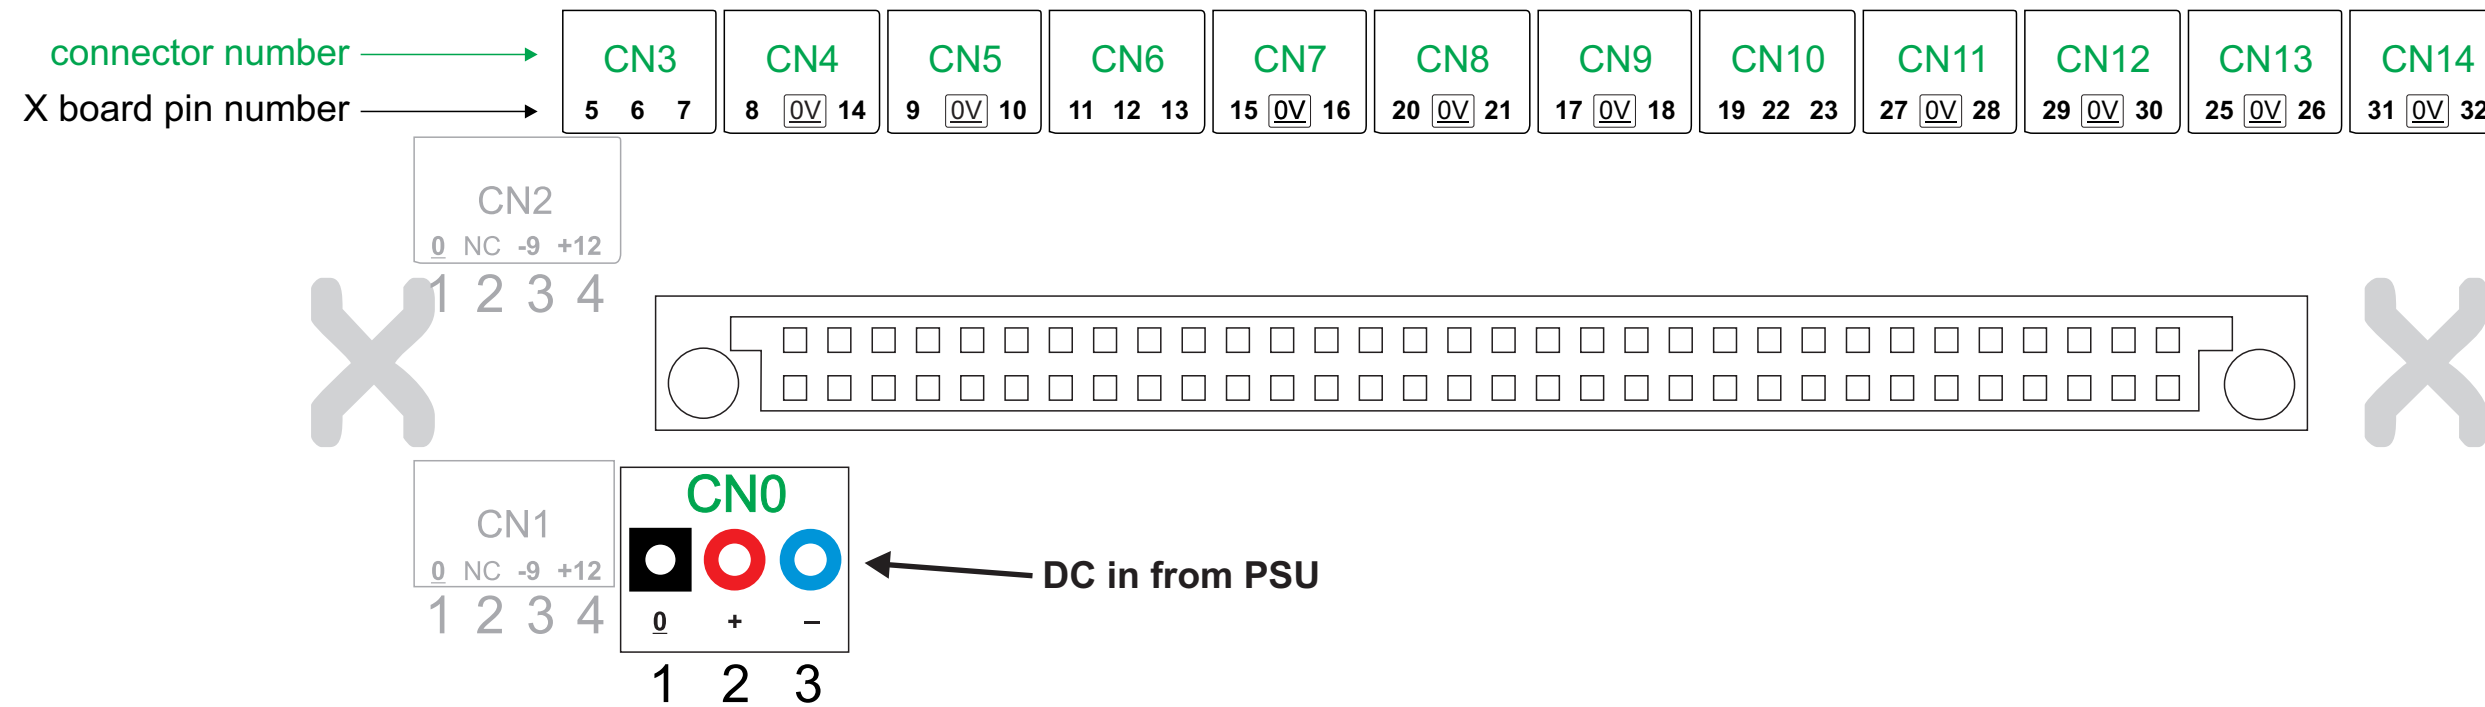 connector number CN3 CN4 CN5 CN6 CN7 CN8 CN9 CN10 CN11 CN12 CN13 CN14
X board pin number 5 6 7 8 0V 14 9 0V 10 11 12 13 15 0V 16 20 0V 21 17 0V 18 19 22 23 27 0V 28 29 0V 30 25 0V 26 31 0V 32
CN2
0 NC -9 +12
1 2 3 4
X X
CN1
0 NC -9 +12
1 2 3 4
CN0
0 + –
1 2 3
DC in from PSU